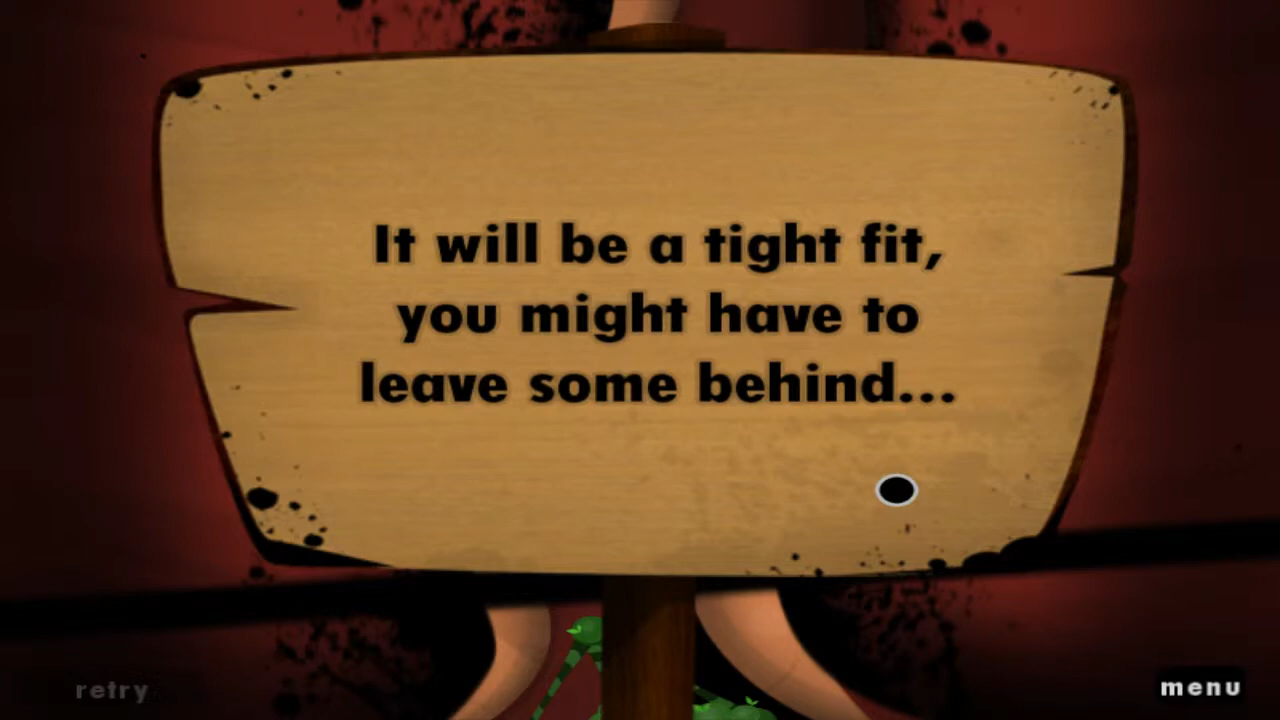 It will be a tight fit,
you might have to
leave some behind...
retry
menu